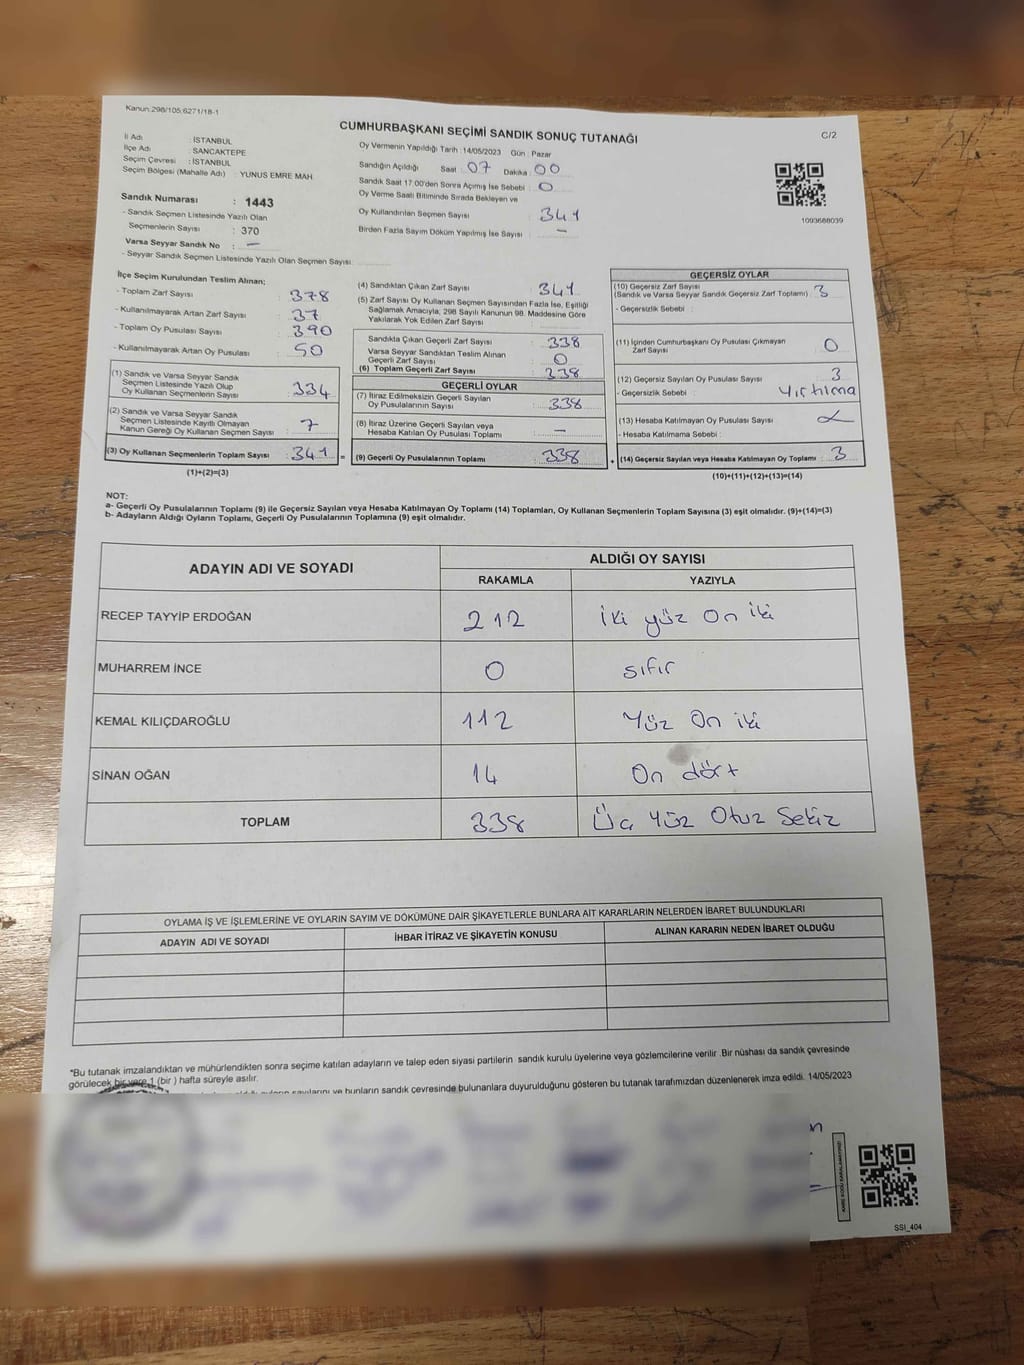 Kanun:298/105;6271/18-1
CUMHURBAŞKANI SEÇİMİ SANDIK SONUÇ TUTANAĞI
C/2
İl Adı : İSTANBUL
İlçe Adı : SANCAKTEPE
Seçim Çevresi : İSTANBUL
Seçim Bölgesi (Mahalle Adı) : YUNUS EMRE MAH.
Sandık Numarası : 1443
- Sandık Seçmen Listesinde Yazılı Olan
Seçmenlerin Sayısı : 370
Varsa Seyyar Sandık No : —
- Seyyar Sandık Seçmen Listesinde Yazılı Olan Seçmen Sayısı:
Oy Vermenin Yapıldığı Tarih : 14/05/2023 Gün : Pazar
Sandığın Açıldığı Saat : 07 Dakika : 00
Sandık Saat 17.00'den Sonra Açılmış İse Sebebi : 0
Oy Verme Saati Bitiminde Sırada Bekleyen ve
Oy Kullandırılan Seçmen Sayısı : 341
Birden Fazla Sayım Döküm Yapılmış İse Sayısı : —
1093688039
İlçe Seçim Kurulundan Teslim Alınan;
- Toplam Zarf Sayısı : 378
- Kullanılmayarak Artan Zarf Sayısı : 37
- Toplam Oy Pusulası Sayısı : 390
- Kullanılmayarak Artan Oy Pusulası : 50
(1) Sandık ve Varsa Seyyar Sandık
Seçmen Listesinde Yazılı Olup
Oy Kullanan Seçmenlerin Sayısı : 334
(2) Sandık ve Varsa Seyyar Sandık
Seçmen Listesinde Kayıtlı Olmayan
Kanun Gereği Oy Kullanan Seçmen Sayısı : 7
(3) Oy Kullanan Seçmenlerin Toplam Sayısı : 341
(1)+(2)=(3)
(4) Sandıktan Çıkan Zarf Sayısı : 341
(5) Zarf Sayısı Oy Kullanan Seçmen Sayısından Fazla İse, Eşitliği
Sağlamak Amacıyla, 298 Sayılı Kanunun 98. Maddesine Göre
Yakılarak Yok Edilen Zarf Sayısı :
Sandıkta Çıkan Geçerli Zarf Sayısı : 338
Varsa Seyyar Sandıktan Teslim Alınan
Geçerli Zarf Sayısı : 0
(6) Toplam Geçerli Zarf Sayısı : 338
GEÇERLİ OYLAR
(7) İtiraz Edilmeksizin Geçerli Sayılan
Oy Pusulalarının Sayısı : 338
(8) İtiraz Üzerine Geçerli Sayılan veya
Hesaba Katılan Oy Pusulası Toplamı : —
= (9) Geçerli Oy Pusulalarının Toplamı : 338
GEÇERSİZ OYLAR
(10) Geçersiz Zarf Sayısı
(Sandık ve Varsa Seyyar Sandık Geçersiz Zarf Toplamı) : 3
- Geçersizlik Sebebi :
(11) İçinden Cumhurbaşkanı Oy Pusulası Çıkmayan
Zarf Sayısı : 0
(12) Geçersiz Sayılan Oy Pusulası Sayısı : 3
- Geçersizlik Sebebi : Yırtılma
(13) Hesaba Katılmayan Oy Pusulası Sayısı :
- Hesaba Katılmama Sebebi :
+ (14) Geçersiz Sayılan veya Hesaba Katılmayan Oy Toplamı : 3
(10)+(11)+(12)+(13)=(14)
NOT:
a- Geçerli Oy Pusulalarının Toplamı (9) ile Geçersiz Sayılan veya Hesaba Katılmayan Oy Toplamı (14) Toplamları, Oy Kullanan Seçmenlerin Toplam Sayısına (3) eşit olmalıdır. (9)+(14)=(3)
b- Adayların Aldığı Oyların Toplamı, Geçerli Oy Pusulalarının Toplamına (9) eşit olmalıdır.
ADAYIN ADI VE SOYADI ALDIĞI OY SAYISI
RAKAMLA YAZIYLA
RECEP TAYYİP ERDOĞAN 212 iki yüz on iki
MUHARREM İNCE 0 sıfır
KEMAL KILIÇDAROĞLU 112 Yüz On iki
SİNAN OĞAN 14 On dört
TOPLAM 338 Üç Yüz Otuz Sekiz
OYLAMA İŞ VE İŞLEMLERİNE VE OYLARIN SAYIM VE DÖKÜMÜNE DAİR ŞİKAYETLERLE BUNLARA AİT KARARLARIN NELERDEN İBARET BULUNDUKLARI
ADAYIN ADI VE SOYADI İHBAR İTİRAZ VE ŞİKAYETİN KONUSU ALINAN KARARIN NEDEN İBARET OLDUĞU
*Bu tutanak imzalandıktan ve mühürlendikten sonra seçime katılan adayların ve talep eden siyasi partilerin sandık kurulu üyelerine veya gözlemcilerine verilir .Bir nüshası da sandık çevresinde
görülecek bir yere 1 (bir ) hafta süreyle asılır.
sayılarını ve bunların sandık çevresinde bulunanlara duyurulduğunu gösteren bu tutanak tarafımızdan düzenlenerek imza edildi. 14/05/2023
SSI_404